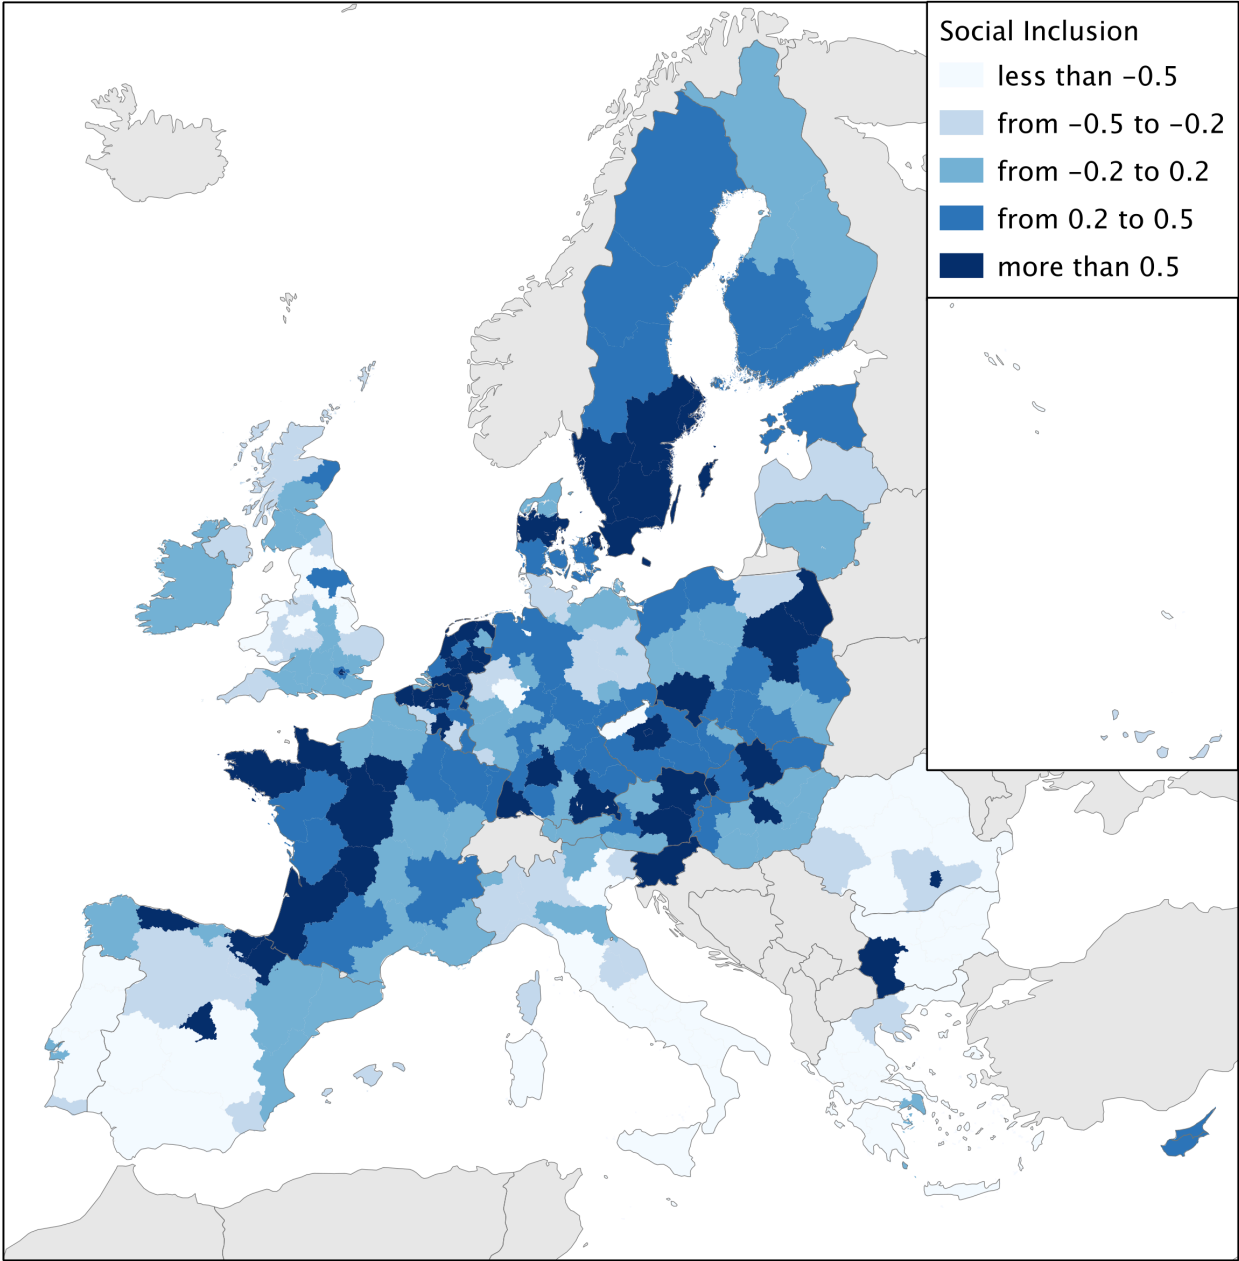 Social Inclusion
less than −0.5
from −0.5 to −0.2
from −0.2 to 0.2
from 0.2 to 0.5
more than 0.5